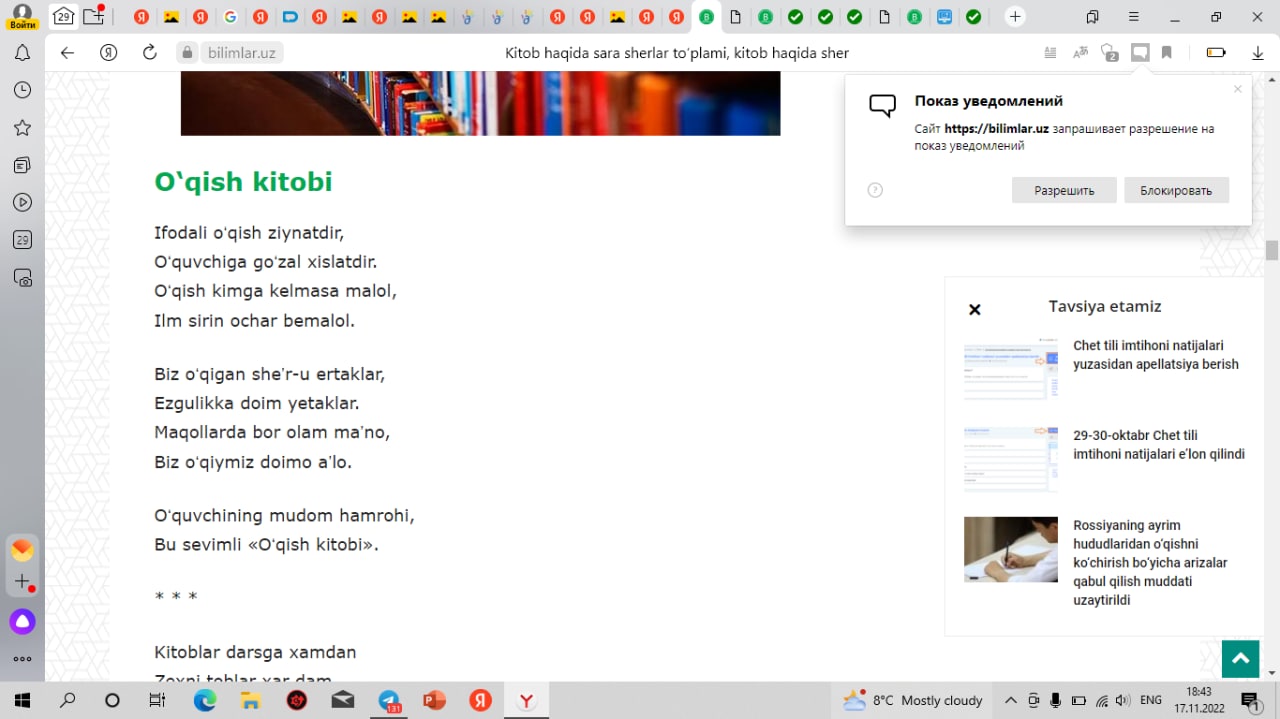 Войти
29
bilimlar.uz
Kitob haqida sara sherlar to‘plami, kitob haqida sher
2
Показ уведомлений
Сайт https://bilimlar.uz запрашивает разрешение на
показ уведомлений
Разрешить
Блокировать
29
O‘qish kitobi
Ifodali o‘qish ziynatdir,
O‘quvchiga go‘zal xislatdir.
O‘qish kimga kelmasa malol,
Ilm sirin ochar bemalol.
Biz o‘qigan she’r-u ertaklar,
Ezgulikka doim yetaklar.
Maqollarda bor olam ma’no,
Biz o‘qiymiz doimo a’lo.
O‘quvchining mudom hamrohi,
Bu sevimli «O‘qish kitobi».
* * *
Kitoblar darsga xamdan
Zexni toblar xar dam
Tavsiya etamiz
Chet tili imtihoni natijalari
yuzasidan apellatsiya berish
29-30-oktabr Chet tili
imtihoni natijalari e’lon qilindi
Rossiyaning ayrim
hududlaridan o‘qishni
ko‘chirish bo‘yicha arizalar
qabul qilish muddati
uzaytirildi
131
8°C Mostly cloudy
ENG
18:43
17.11.2022
1